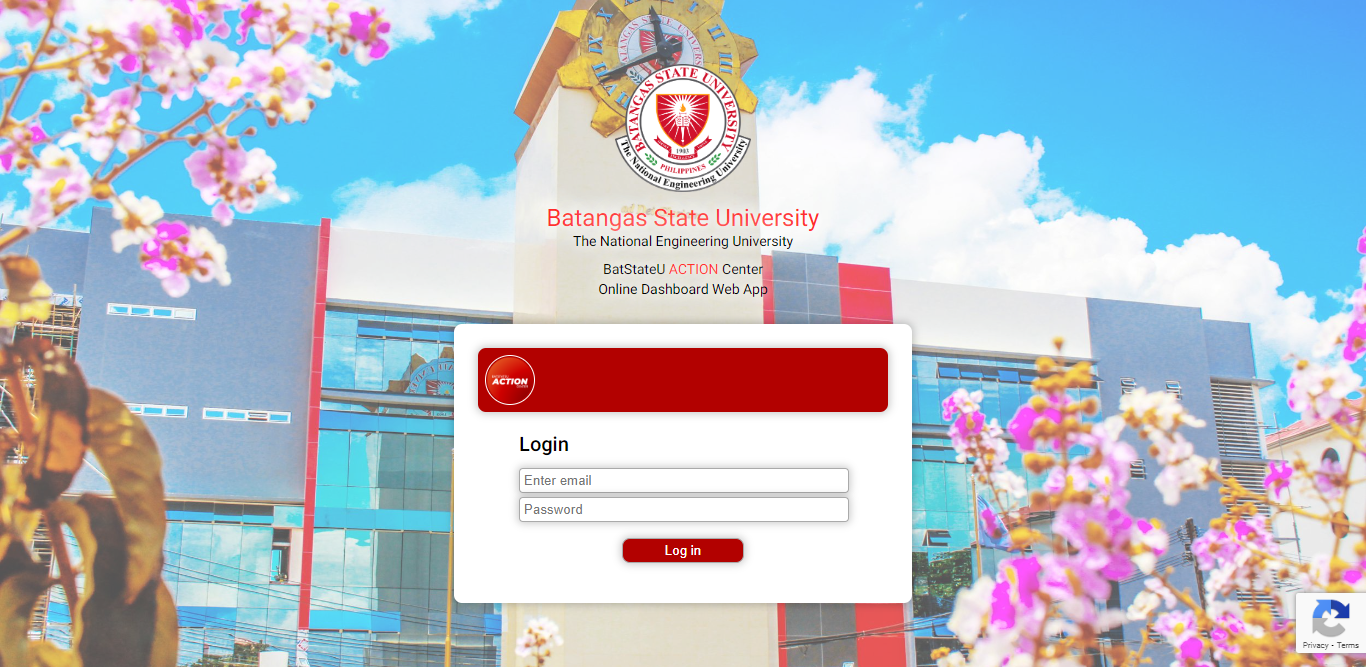 BATANGAS STATE UNIVERSITY
1903
PHILIPPINES
The National Engineering University
Batangas State University
The National Engineering University
BatStateU ACTION Center
Online Dashboard Web App
ACTION
Login
Enter email
Password
Log in
Privacy - Terms